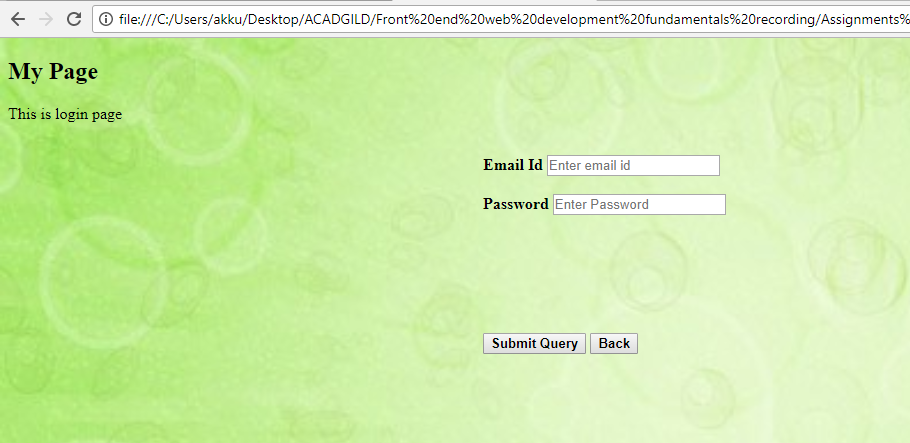 file:///C:/Users/akku/Desktop/ACADGILD/Front%20end%20web%20development%20fundamentals%20recording/Assignments%
My Page
This is login page
Email Id Enter email id
Password Enter Password
Submit Query Back